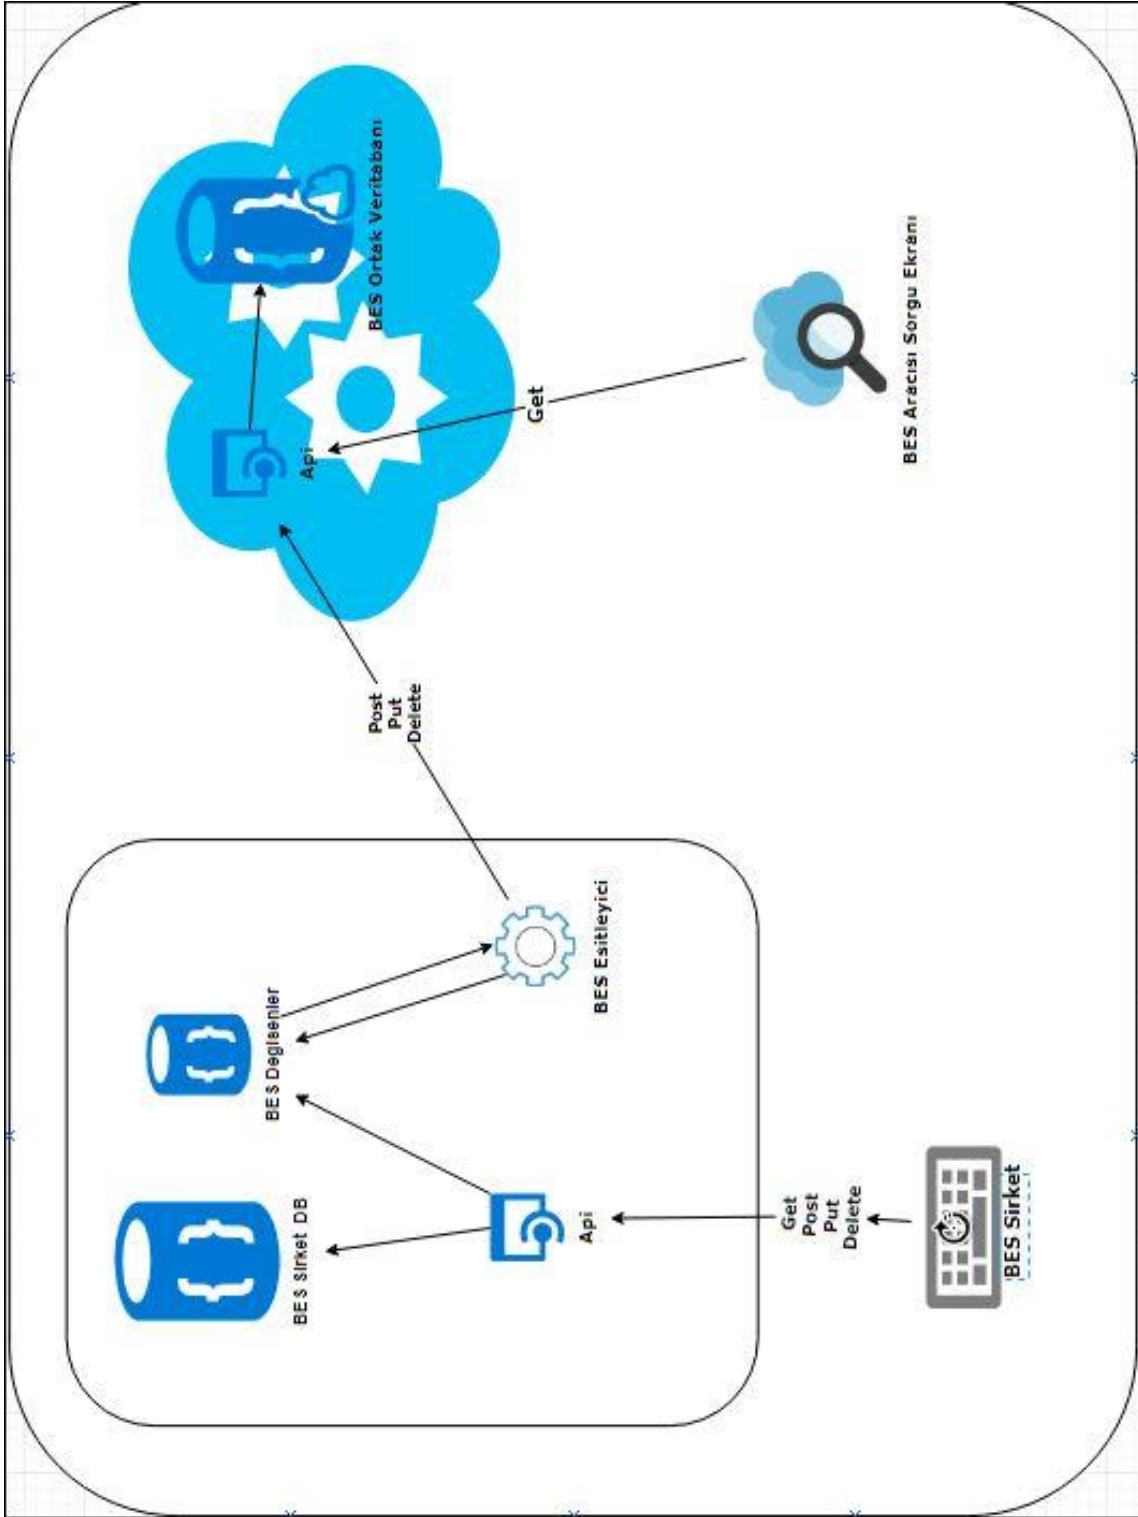 BES Sirket DB
BES Degisenler
BES Ortak Veritabanı
Api
Post
Put
Delete
Get
Api
BES Esitleyici
Get
Post
Put
Delete
BES Sirket
BES Aracısı Sorgu Ekranı